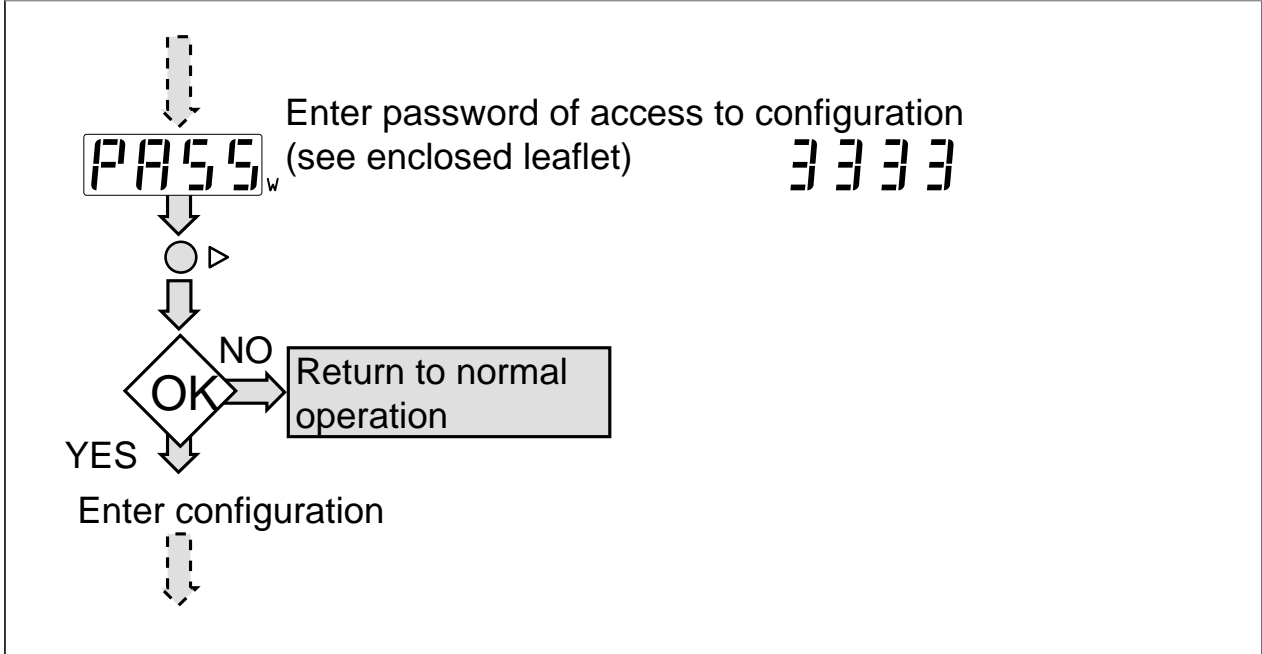 Enter password of access to configuration
PASS w (see enclosed leaflet) 3333
NO
OK
Return to normal
operation
YES
Enter configuration